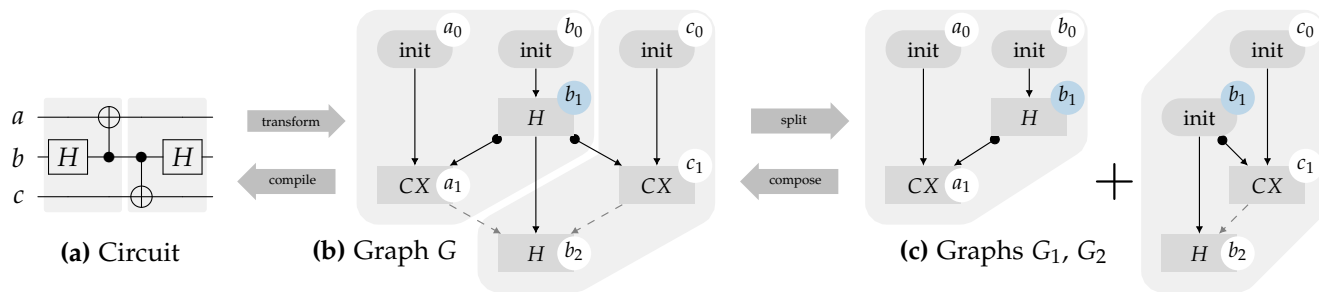 a
b
c
H
H
(a) Circuit
transform
compile
init
a₀
init
b₀
init
c₀
H
b₁
CX
a₁
CX
c₁
H
b₂
(b) Graph G
split
compose
init
a₀
init
b₀
H
b₁
CX
a₁
+
init
c₀
init
b₁
CX
c₁
H
b₂
(c) Graphs G₁, G₂